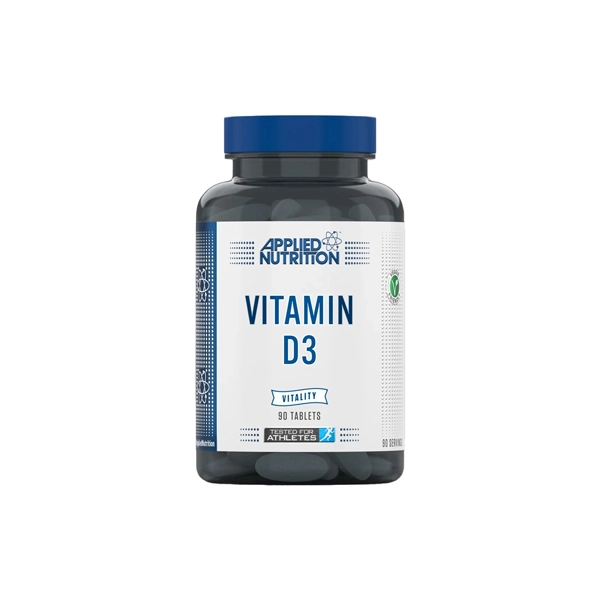 APPLIED
NUTRITION
VITAMIN
D3
VITALITY
90 TABLETS
TESTED FOR
ATHLETES
90 SERVINGS